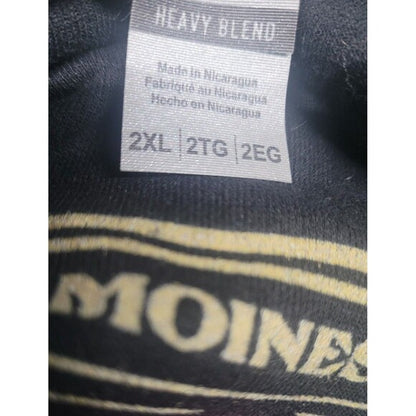 HEAVY BLEND
Made in Nicaragua
Fabriqué au Nicaragua
Hecho en Nicaragua
2XL | 2TG | 2EG
MOINES